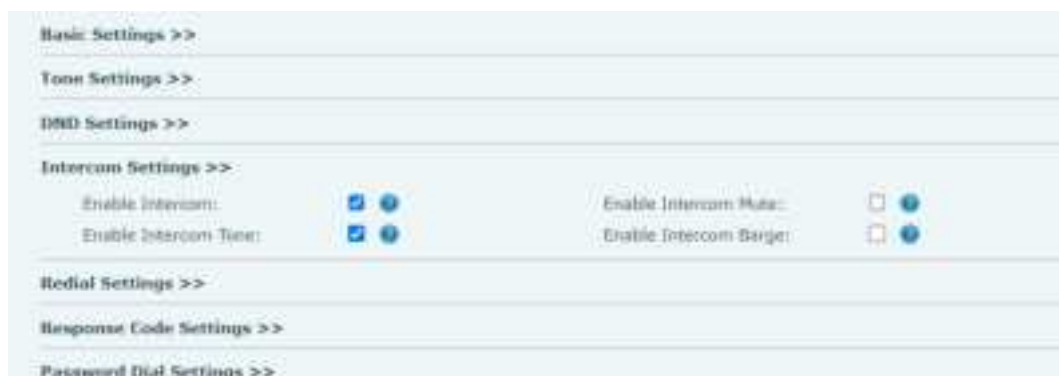 Basic Settings >>
Tone Settings >>
DND Settings >>
Intercom Settings >>
Enable Intercom: Enable Intercom Mute:
Enable Intercom Tone: Enable Intercom Barge:
Redial Settings >>
Response Code Settings >>
Password Dial Settings >>